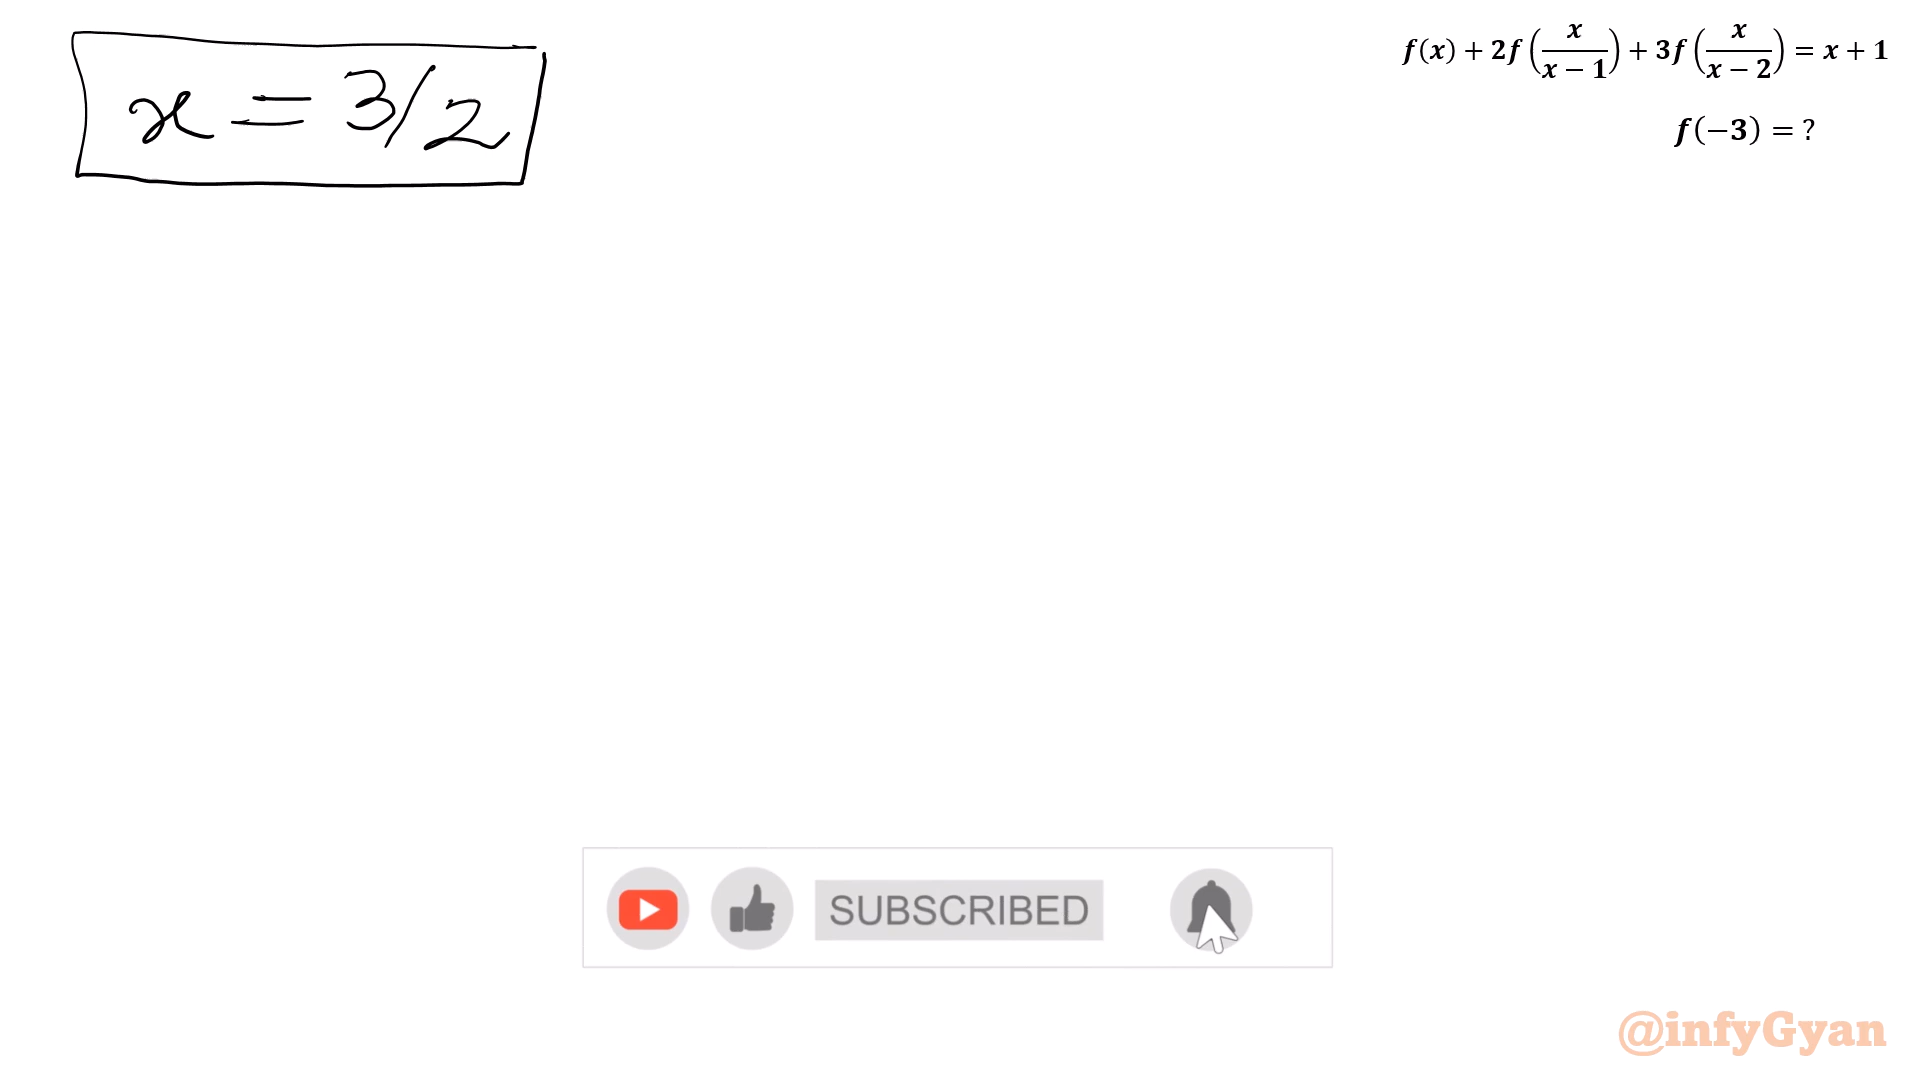 x = 3/2
f(x) + 2f(x/(x − 1)) + 3f(x/(x − 2)) = x + 1
f(−3) = ?
SUBSCRIBED
@infyGyan